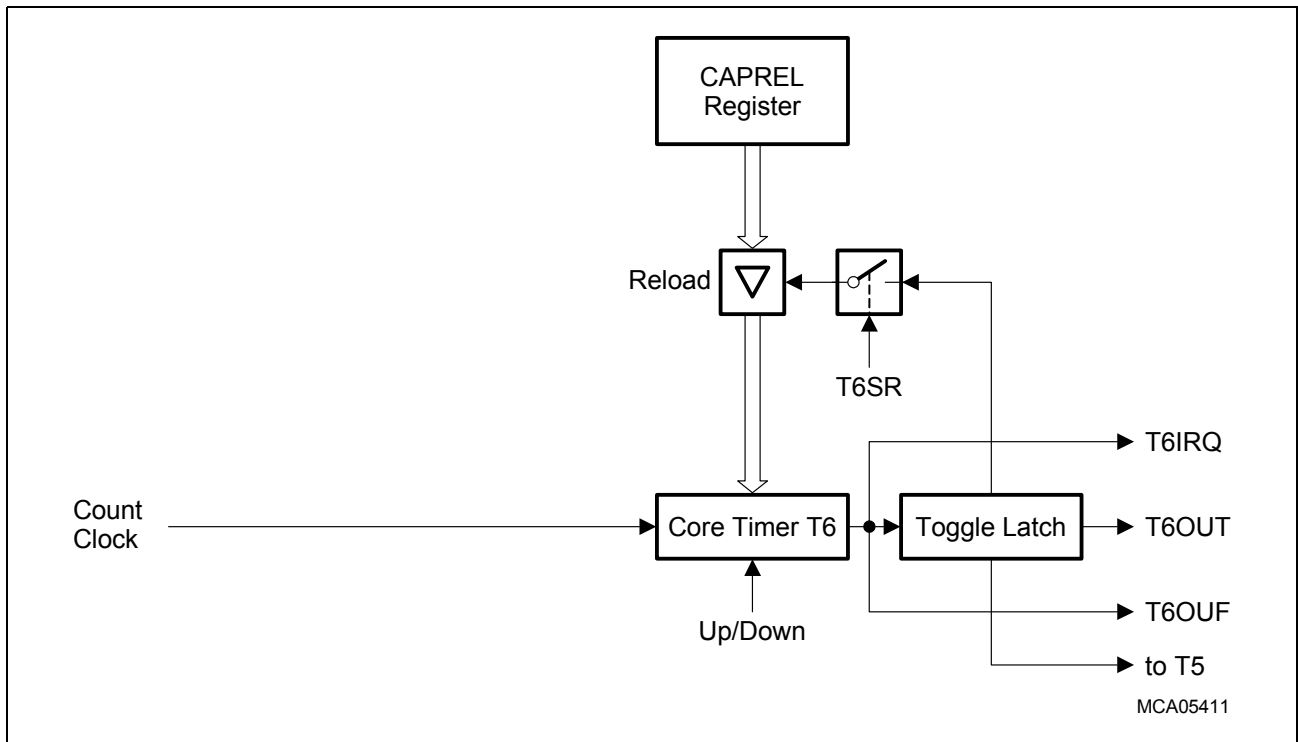 CAPREL
Register
Reload
T6SR
T6IRQ
Count
Clock
Core Timer T6
Toggle Latch
T6OUT
Up/Down
T6OUF
to T5
MCA05411